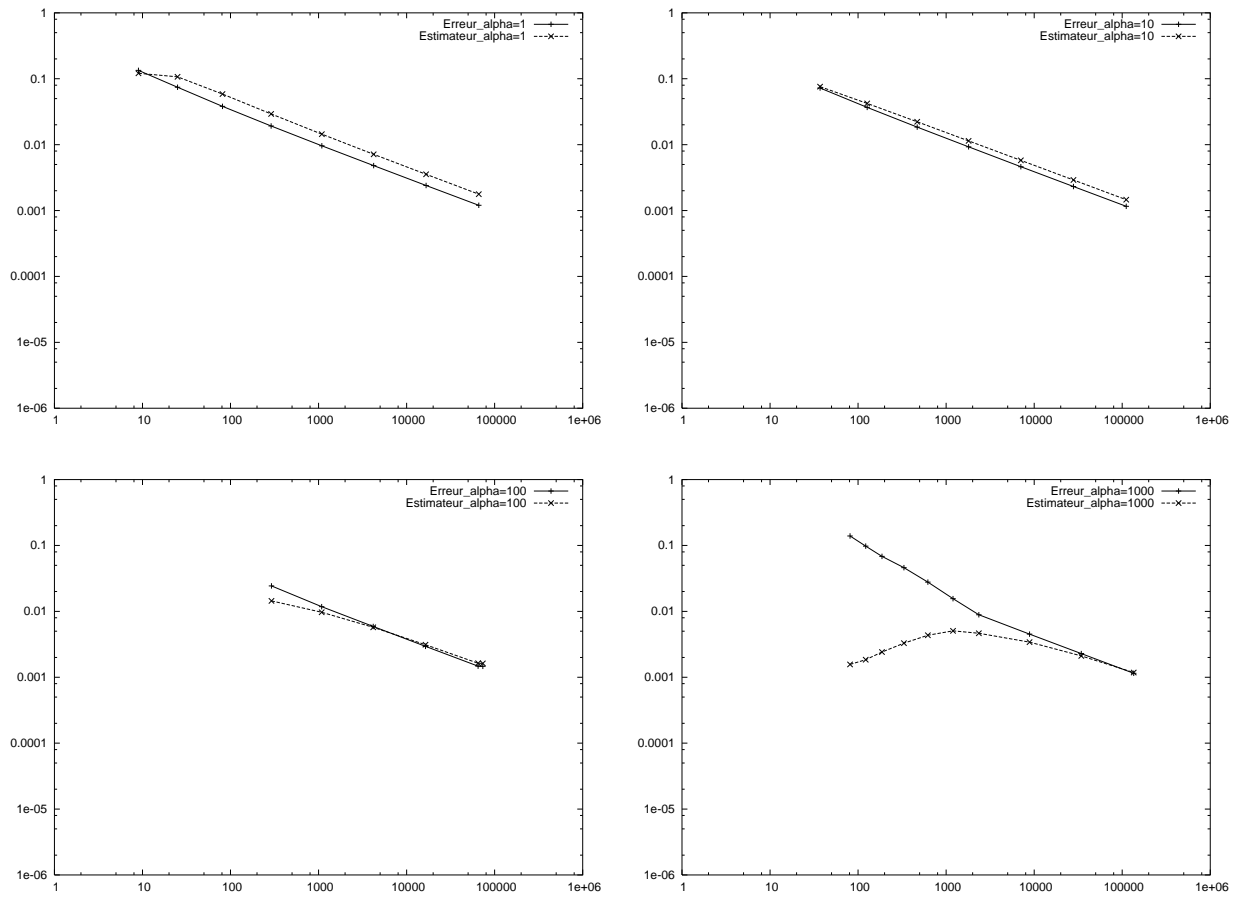 1
0.1
0.01
0.001
0.0001
1e-05
1e-06
1 10 100 1000 10000 100000 1e+06
Erreur_alpha=1
Estimateur_alpha=1
1
0.1
0.01
0.001
0.0001
1e-05
1e-06
1 10 100 1000 10000 100000 1e+06
Erreur_alpha=10
Estimateur_alpha=10
1
0.1
0.01
0.001
0.0001
1e-05
1e-06
1 10 100 1000 10000 100000 1e+06
Erreur_alpha=100
Estimateur_alpha=100
1
0.1
0.01
0.001
0.0001
1e-05
1e-06
1 10 100 1000 10000 100000 1e+06
Erreur_alpha=1000
Estimateur_alpha=1000